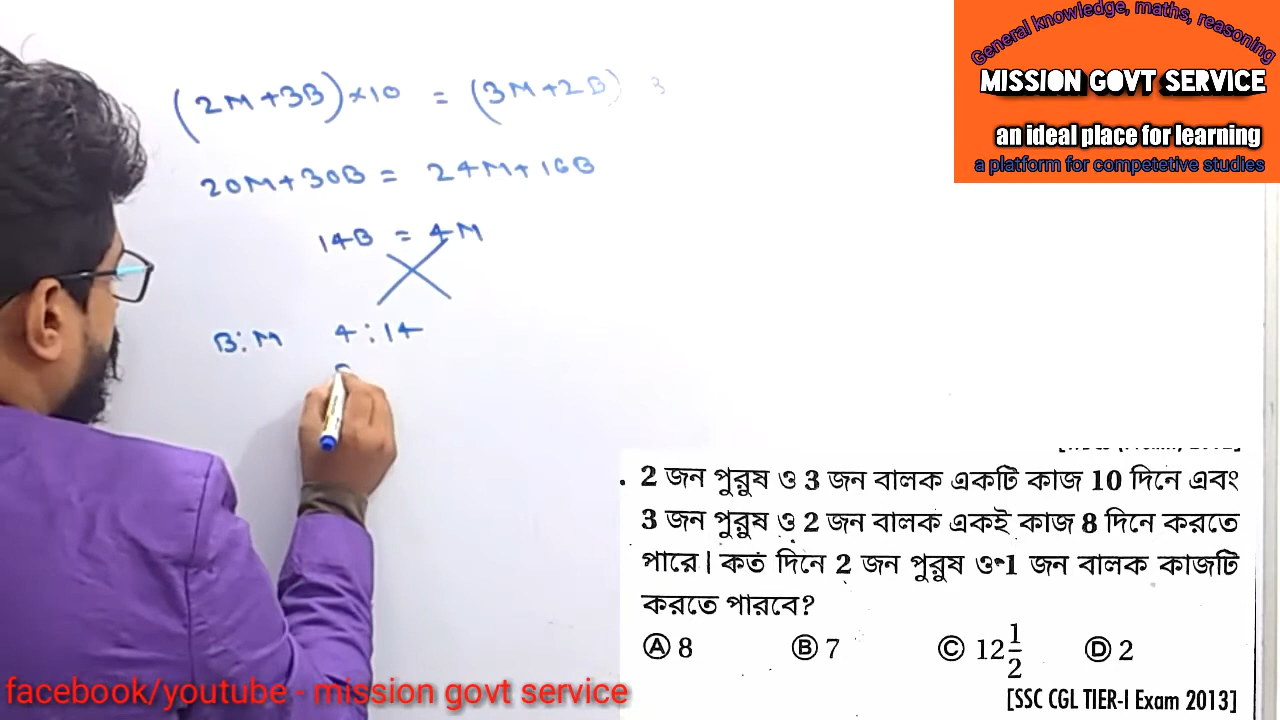 General knowledge, maths, reasoning
MISSION GOVT SERVICE
an ideal place for learning
a platform for competetive studies
(2M+3B)×10 = (3M+2B)
20M+30B = 24M+16B
14B = 4M
B:M 4:14
. 2 জন পুরুষ ও 3 জন বালক একটি কাজ 10 দিনে এবং
3 জন পুরুষ ও 2 জন বালক একই কাজ 8 দিনে করতে
পারে। কত দিনে 2 জন পুরুষ ও 1 জন বালক কাজটি
করতে পারবে?
Ⓐ 8 Ⓑ 7 Ⓒ 12 1/2 Ⓓ 2
[SSC CGL TIER-I Exam 2013]
facebook/youtube - mission govt service